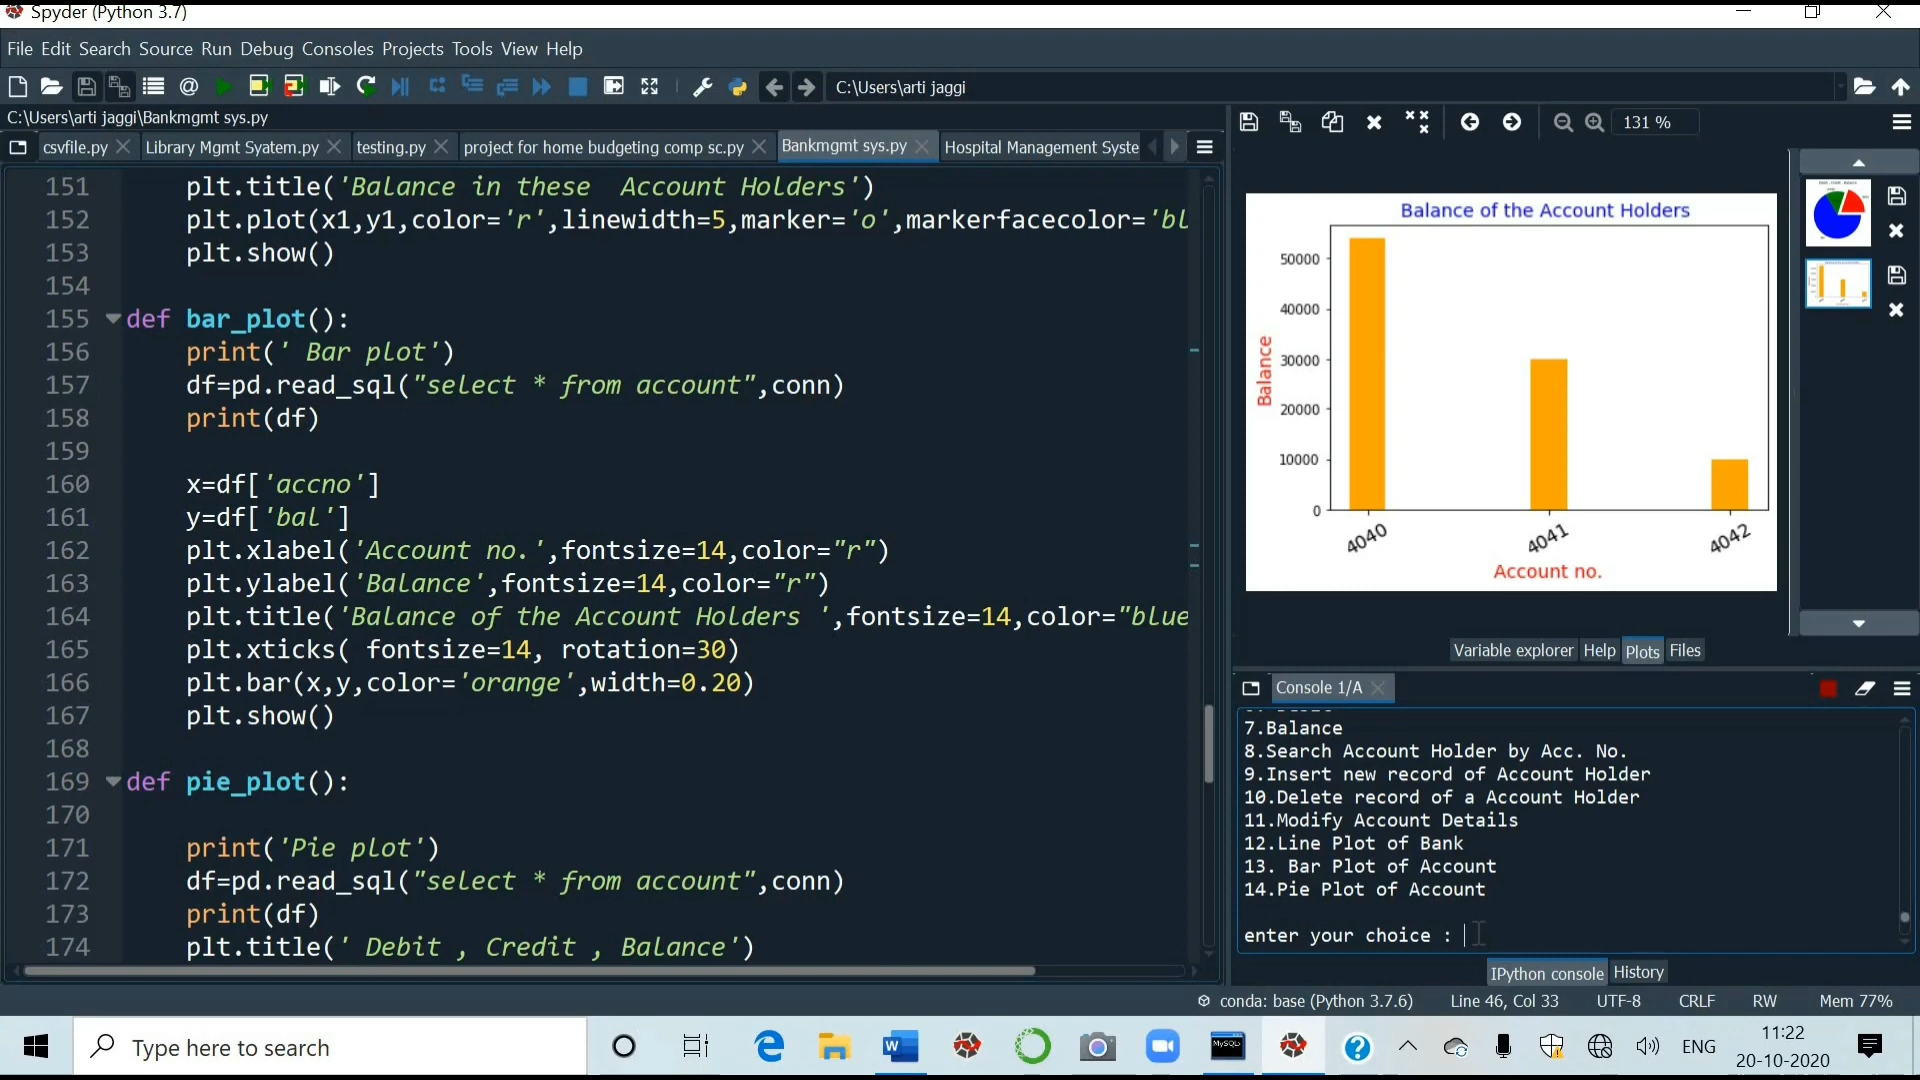 Spyder (Python 3.7)
File Edit Search Source Run Debug Consoles Projects Tools View Help
C:\Users\arti jaggi
C:\Users\arti jaggi\Bankmgmt sys.py
csvfile.py
Library Mgmt Syatem.py
testing.py
project for home budgeting comp sc.py
Bankmgmt sys.py
Hospital Management Syste
151 plt.title('Balance in these  Account Holders')
152 plt.plot(x1,y1,color='r',linewidth=5,marker='o',markerfacecolor='bl
153 plt.show()
154
155 def bar_plot():
156 print(' Bar plot')
157 df=pd.read_sql("select * from account",conn)
158 print(df)
159
160 x=df['accno']
161 y=df['bal']
162 plt.xlabel('Account no.',fontsize=14,color="r")
163 plt.ylabel('Balance',fontsize=14,color="r")
164 plt.title('Balance of the Account Holders ',fontsize=14,color="blue
165 plt.xticks( fontsize=14, rotation=30)
166 plt.bar(x,y,color='orange',width=0.20)
167 plt.show()
168
169 def pie_plot():
170
171 print('Pie plot')
172 df=pd.read_sql("select * from account",conn)
173 print(df)
174 plt.title(' Debit , Credit , Balance')
131 %
Balance of the Account Holders
50000
40000
30000
20000
10000
0
Balance
4040
4041
4042
Account no.
Variable explorer Help Plots Files
Console 1/A
7.Balance
8.Search Account Holder by Acc. No.
9.Insert new record of Account Holder
10.Delete record of a Account Holder
11.Modify Account Details
12.Line Plot of Bank
13. Bar Plot of Account
14.Pie Plot of Account
enter your choice :
IPython console History
conda: base (Python 3.7.6) Line 46, Col 33 UTF-8 CRLF RW Mem 77%
Type here to search
MySQL
ENG
11:22
20-10-2020